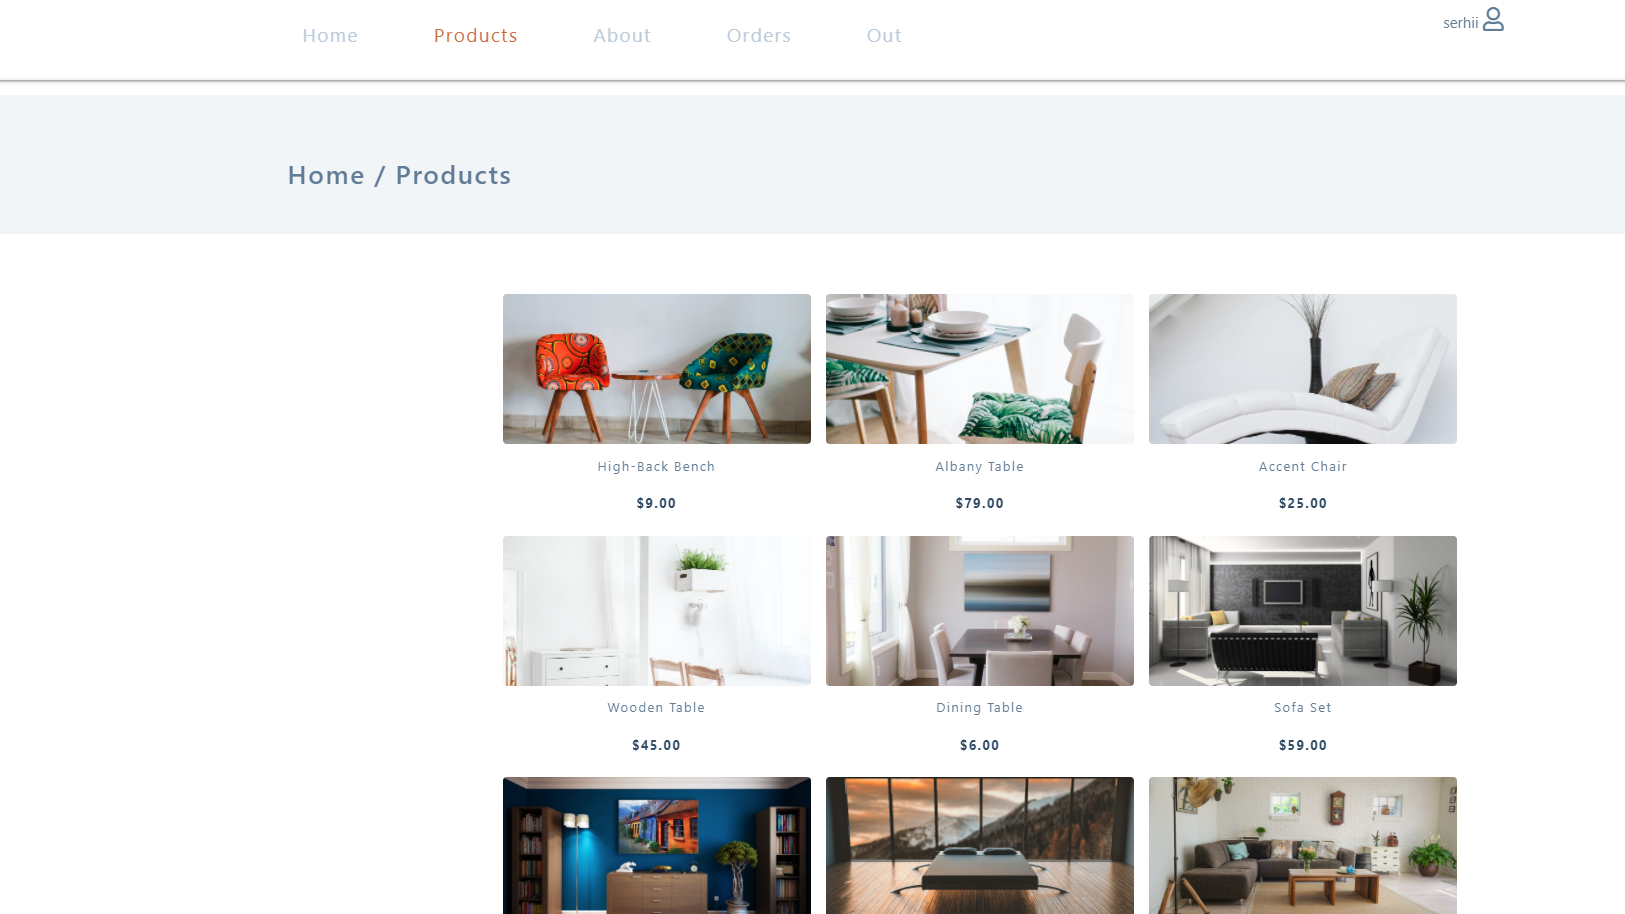 Home Products About Orders Out serhii
Home / Products
High-Back Bench Albany Table Accent Chair
$9.00 $79.00 $25.00
Wooden Table Dining Table Sofa Set
$45.00 $6.00 $59.00